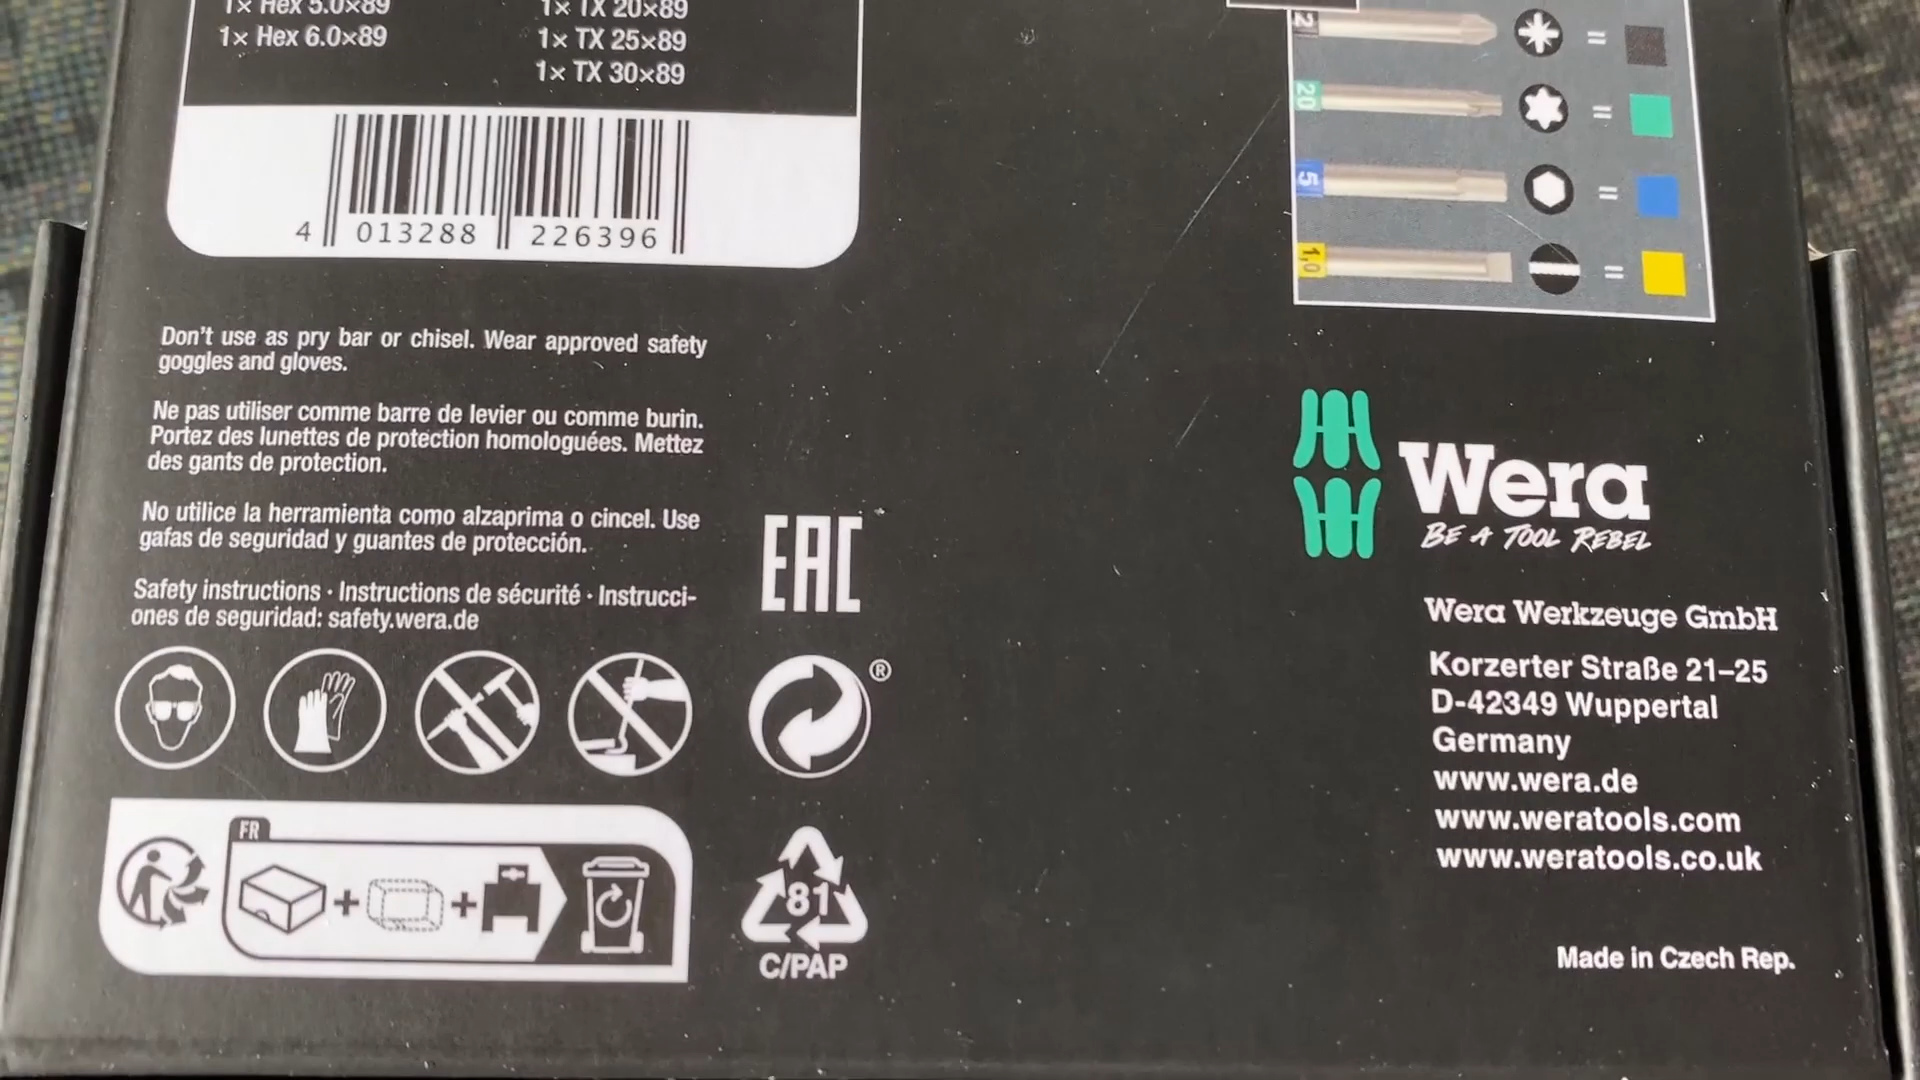 1× Hex 5.0×89
1× Hex 6.0×89
1× TX 20×89
1× TX 25×89
1× TX 30×89
4 013288 226396
2
20
5
1,0
Don't use as pry bar or chisel. Wear approved safety
goggles and gloves.
Ne pas utiliser comme barre de levier ou comme burin.
Portez des lunettes de protection homologuées. Mettez
des gants de protection.
No utilice la herramienta como alzaprima o cincel. Use
gafas de seguridad y guantes de protección.
Safety instructions · Instructions de sécurité · Instrucci-
ones de seguridad: safety.wera.de
EAC
®
FR
81
C/PAP
Wera
BE A TOOL REBEL
Wera Werkzeuge GmbH
Korzerter Straße 21–25
D-42349 Wuppertal
Germany
www.wera.de
www.weratools.com
www.weratools.co.uk
Made in Czech Rep.